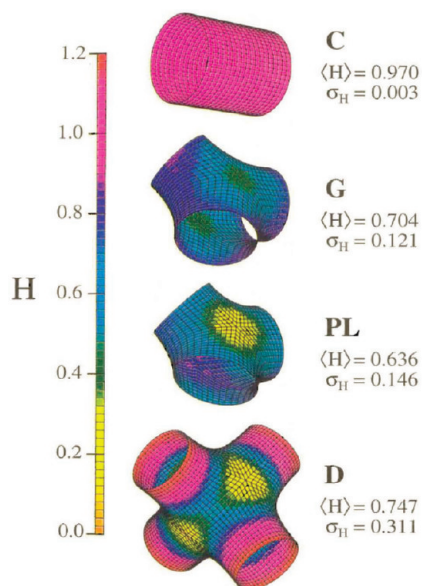 1.2
1.0
0.8
H
0.6
0.4
0.2
0.0
C
⟨H⟩ = 0.970
σH = 0.003
G
⟨H⟩ = 0.704
σH = 0.121
PL
⟨H⟩ = 0.636
σH = 0.146
D
⟨H⟩ = 0.747
σH = 0.311